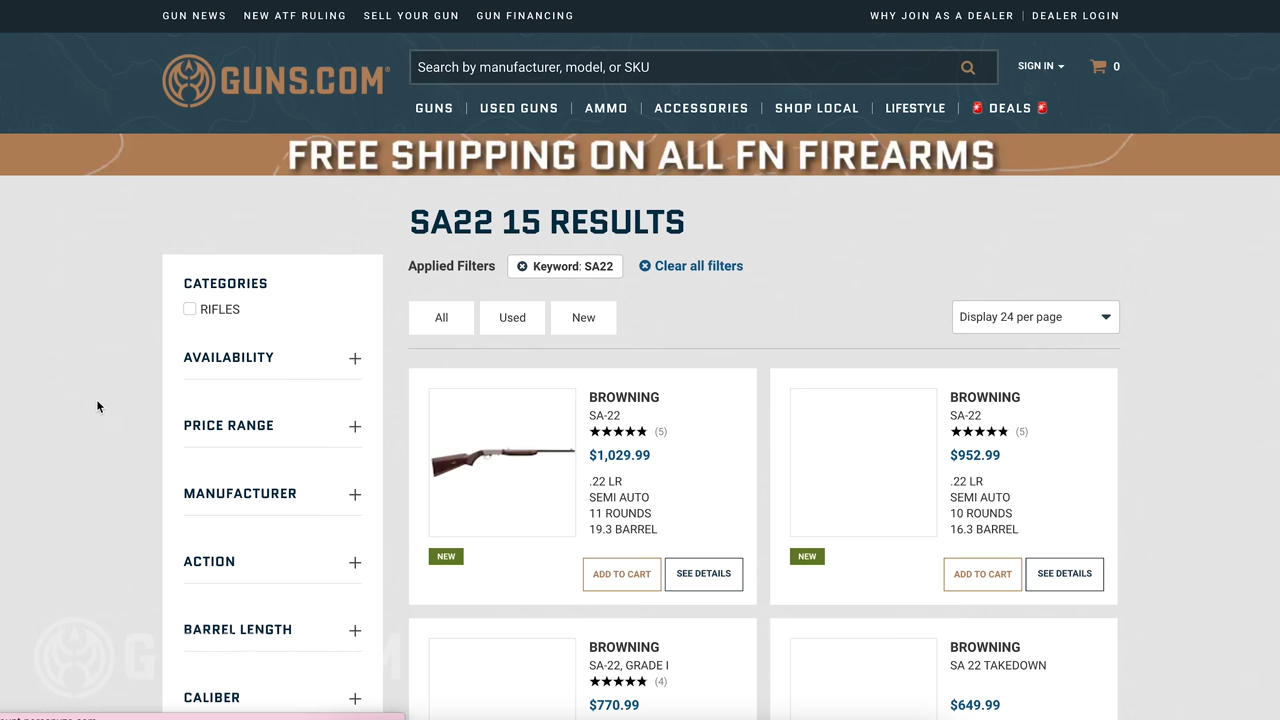 GUN NEWS NEW ATF RULING SELL YOUR GUN GUN FINANCING WHY JOIN AS A DEALER | DEALER LOGIN
GUNS.COM®
Search by manufacturer, model, or SKU
SIGN IN
0
GUNS | USED GUNS | AMMO | ACCESSORIES | SHOP LOCAL | LIFESTYLE | 🚨 DEALS 🚨
FREE SHIPPING ON ALL FN FIREARMS
SA22 15 RESULTS
Applied Filters Keyword: SA22 Clear all filters
All Used New
Display 24 per page
CATEGORIES
RIFLES
AVAILABILITY +
PRICE RANGE +
MANUFACTURER +
ACTION +
BARREL LENGTH +
CALIBER +
BROWNING
SA-22
★★★★★ (5)
$1,029.99
.22 LR
SEMI AUTO
11 ROUNDS
19.3 BARREL
NEW
ADD TO CART SEE DETAILS
BROWNING
SA-22
★★★★★ (5)
$952.99
.22 LR
SEMI AUTO
10 ROUNDS
16.3 BARREL
NEW
ADD TO CART SEE DETAILS
BROWNING
SA-22, GRADE I
★★★★★ (4)
$770.99
BROWNING
SA 22 TAKEDOWN
$649.99